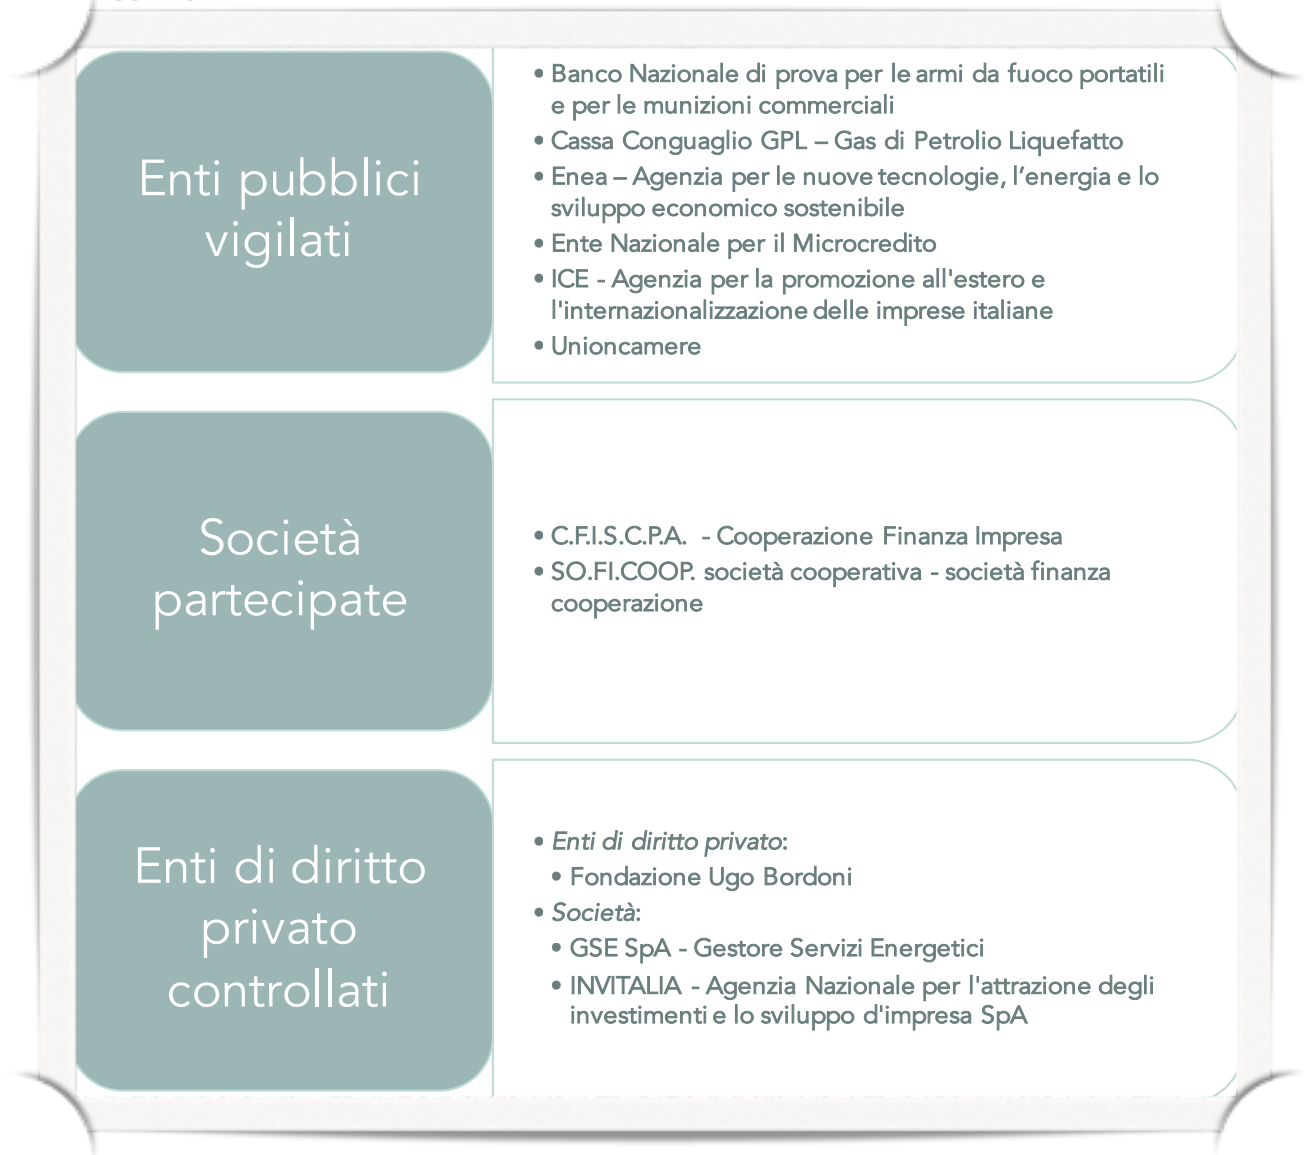 Enti pubblici
vigilati
• Banco Nazionale di prova per le armi da fuoco portatili
e per le munizioni commerciali
• Cassa Conguaglio GPL – Gas di Petrolio Liquefatto
• Enea – Agenzia per le nuove tecnologie, l’energia e lo
sviluppo economico sostenibile
• Ente Nazionale per il Microcredito
• ICE - Agenzia per la promozione all'estero e
l'internazionalizzazione delle imprese italiane
• Unioncamere
Società
partecipate
• C.F.I.S.C.P.A. - Cooperazione Finanza Impresa
• SO.FI.COOP. società cooperativa - società finanza
cooperazione
Enti di diritto
privato
controllati
• Enti di diritto privato:
• Fondazione Ugo Bordoni
• Società:
• GSE SpA - Gestore Servizi Energetici
• INVITALIA - Agenzia Nazionale per l'attrazione degli
investimenti e lo sviluppo d'impresa SpA